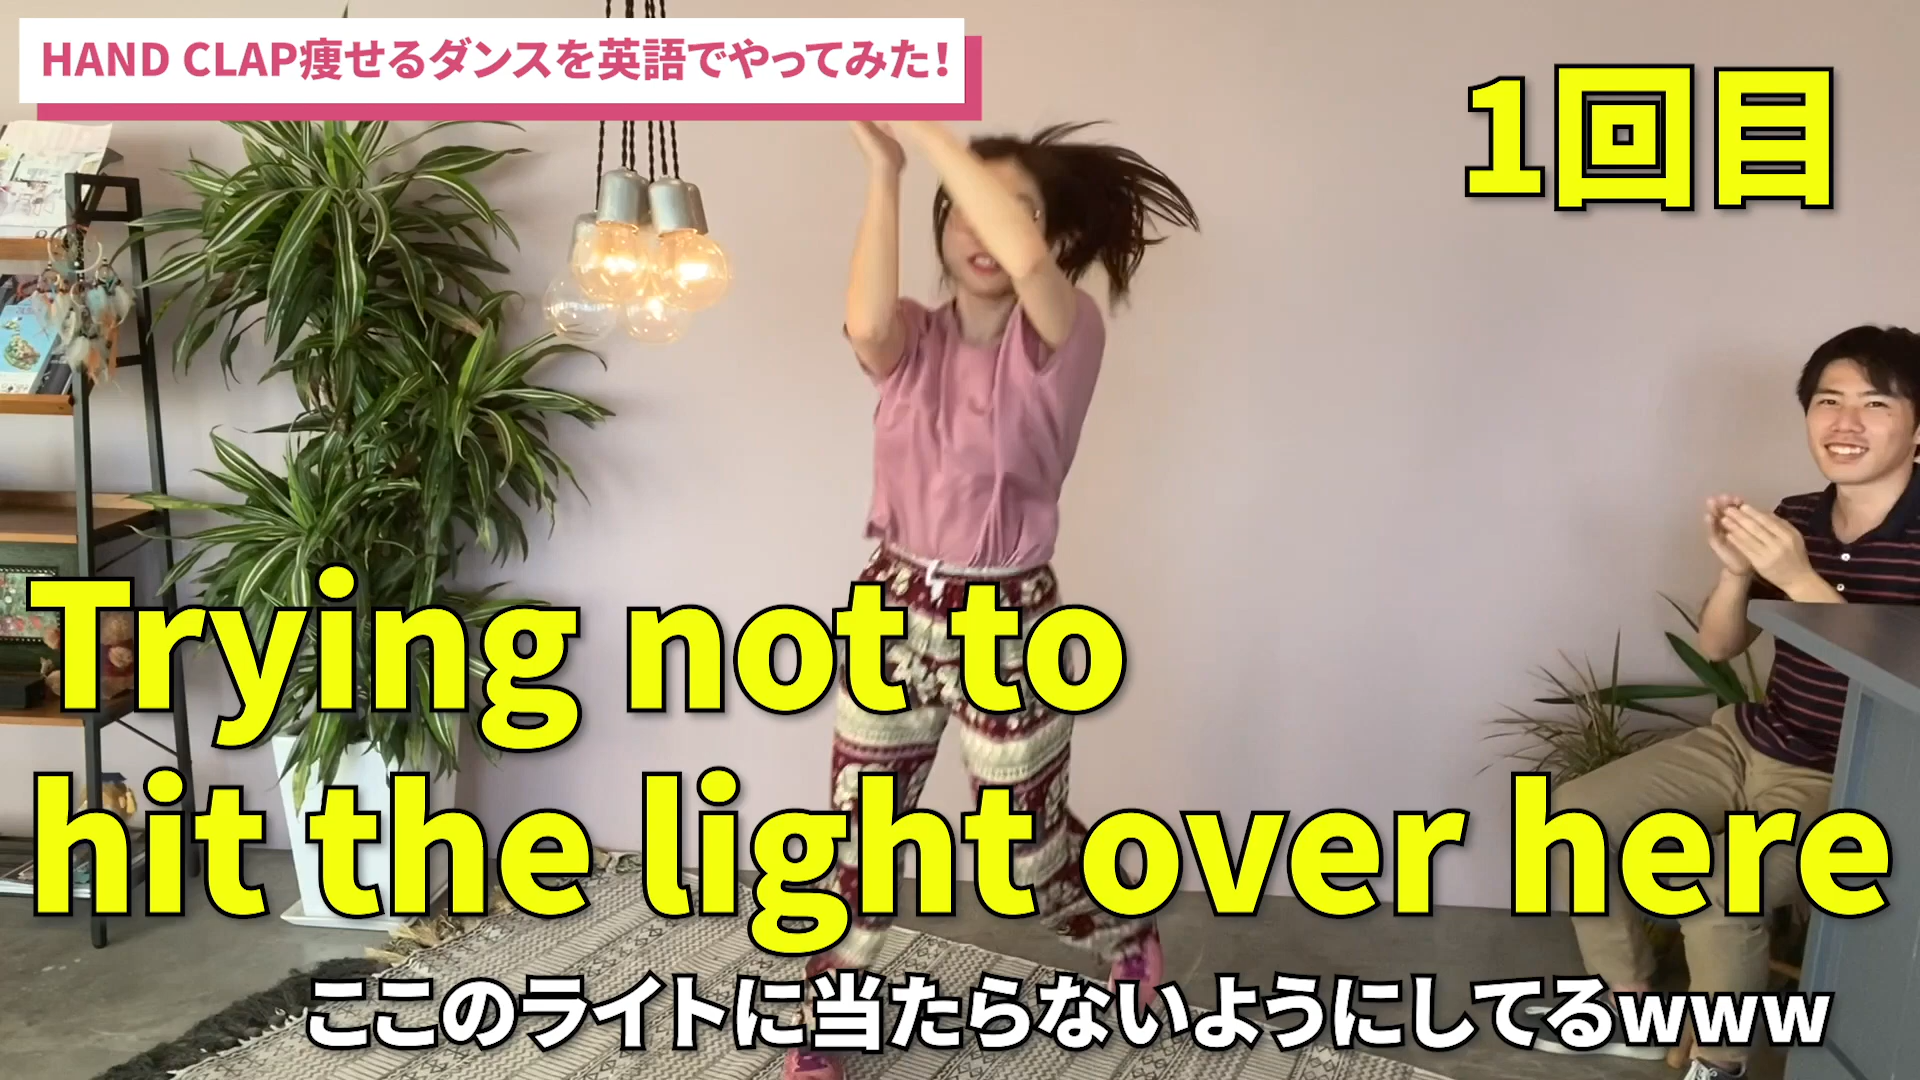 HAND CLAP痩せるダンスを英語でやってみた!
1回目
Trying not to
hit the light over here
ここのライトに当たらないようにしてるwww